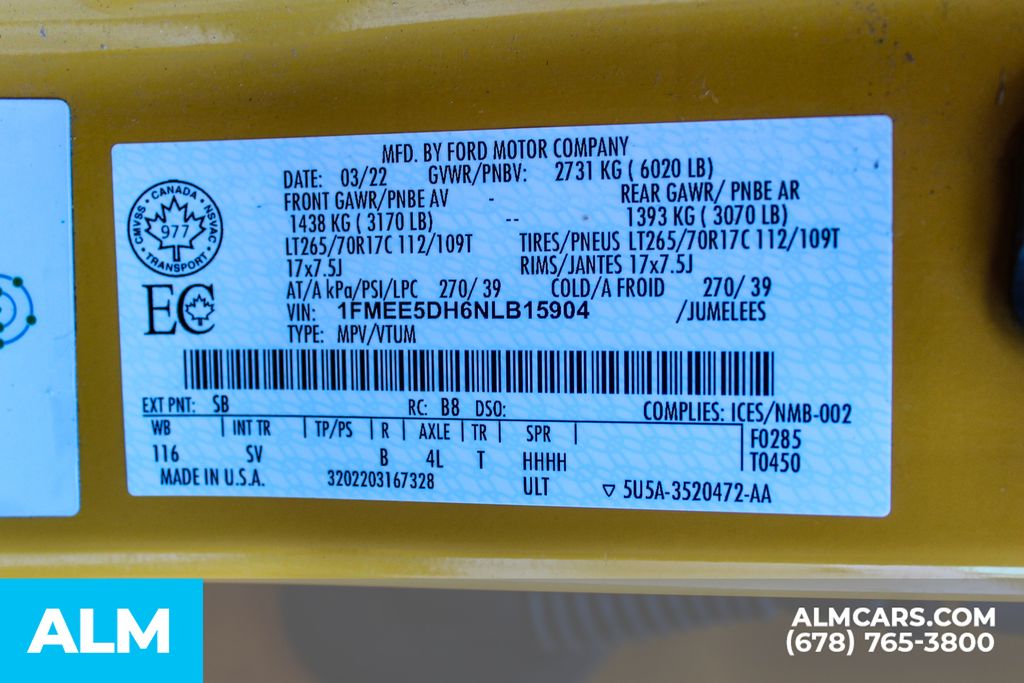 MFD. BY FORD MOTOR COMPANY
DATE: 03/22 GVWR/PNBV: 2731 KG ( 6020 LB)
FRONT GAWR/PNBE AV - REAR GAWR/ PNBE AR
1438 KG ( 3170 LB) -- 1393 KG ( 3070 LB)
LT265/70R17C 112/109T TIRES/PNEUS LT265/70R17C 112/109T
17x7.5J RIMS/JANTES 17x7.5J
AT/A kPa/PSI/LPC 270/ 39 COLD/A FROID 270/ 39
VIN: 1FMEE5DH6NLB15904 /JUMELEES
TYPE: MPV/VTUM
CANADA
CMVSS NSVAC
977
TRANSPORT
EC
EXT PNT: SB RC: B8 DSO: COMPLIES: ICES/NMB-002
WB | INT TR | TP/PS | R | AXLE | TR | SPR | F0285
116 SV B 4L T HHHH T0450
MADE IN U.S.A. 3202203167328 ULT ▽ 5U5A-3520472-AA
ALM
ALMCARS.COM
(678) 765-3800